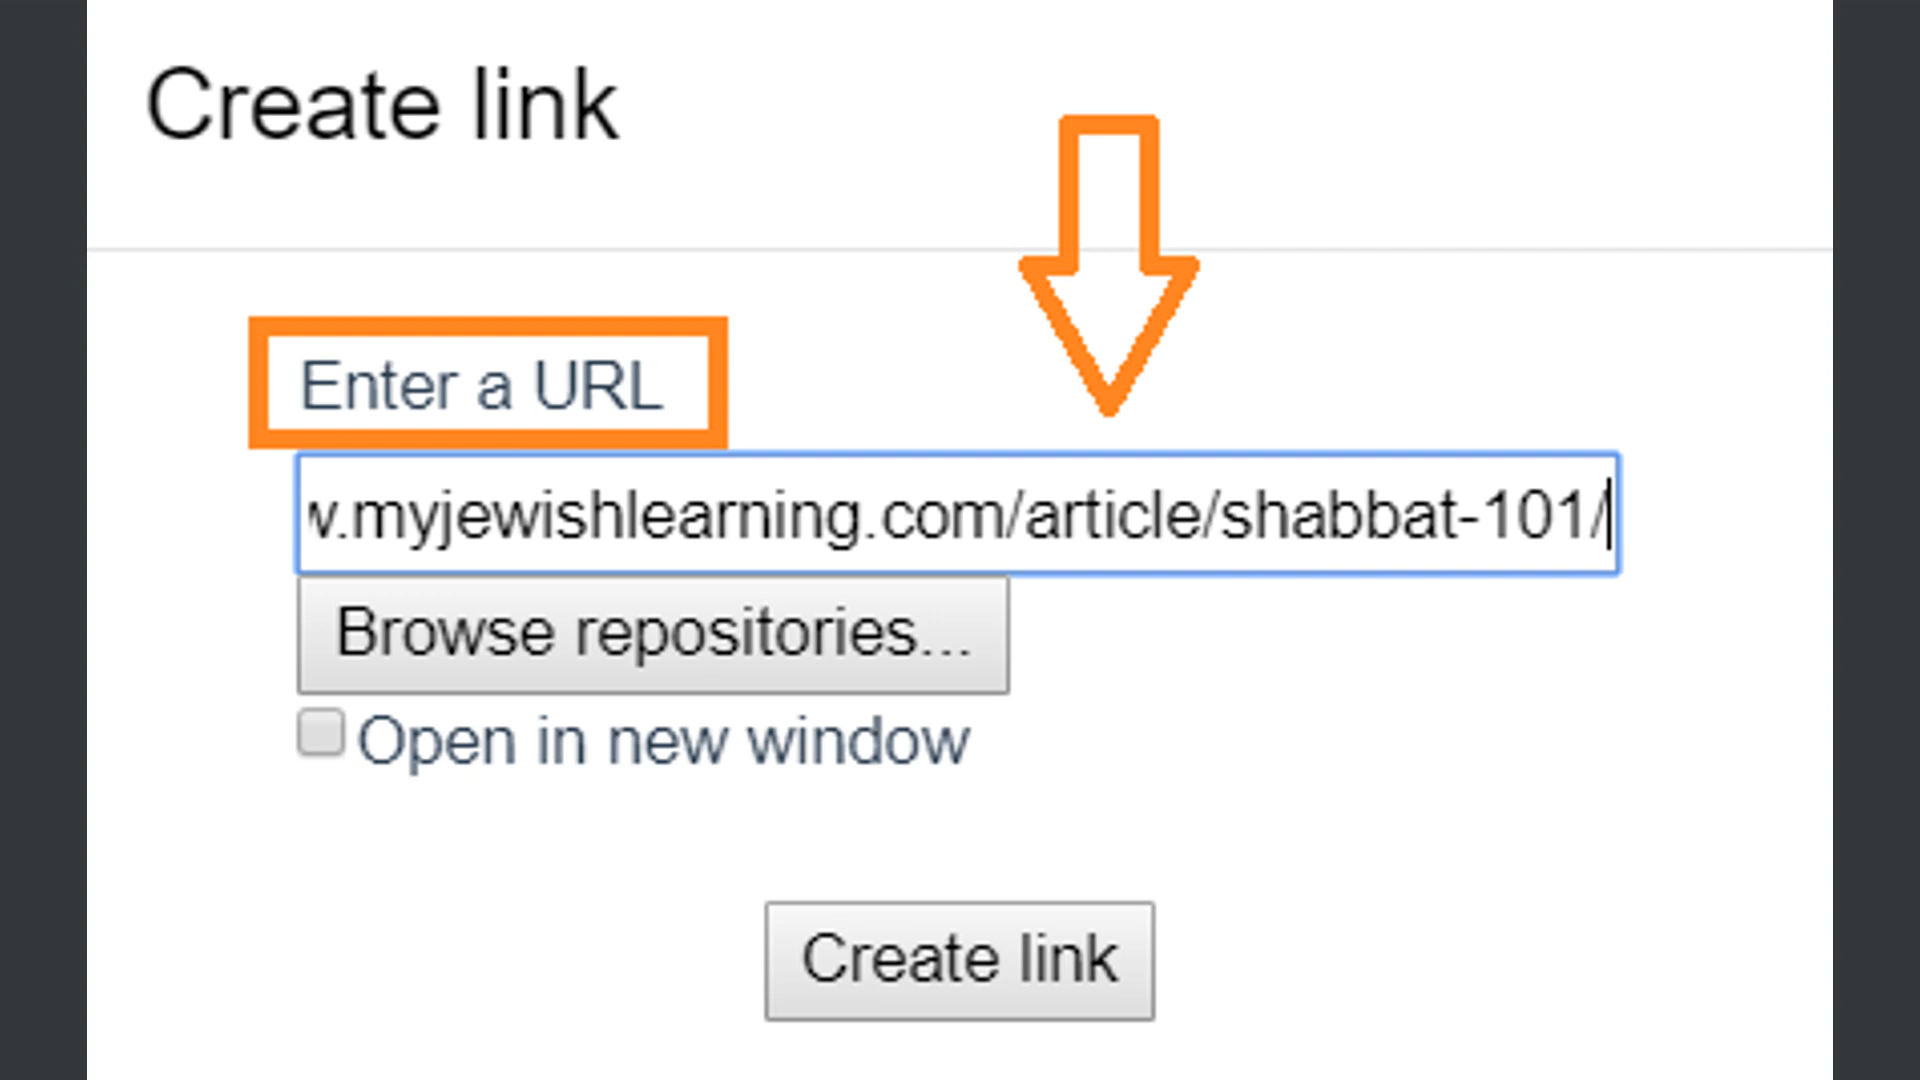 Create link
Enter a URL
w.myjewishlearning.com/article/shabbat-101/
Browse repositories...
Open in new window
Create link